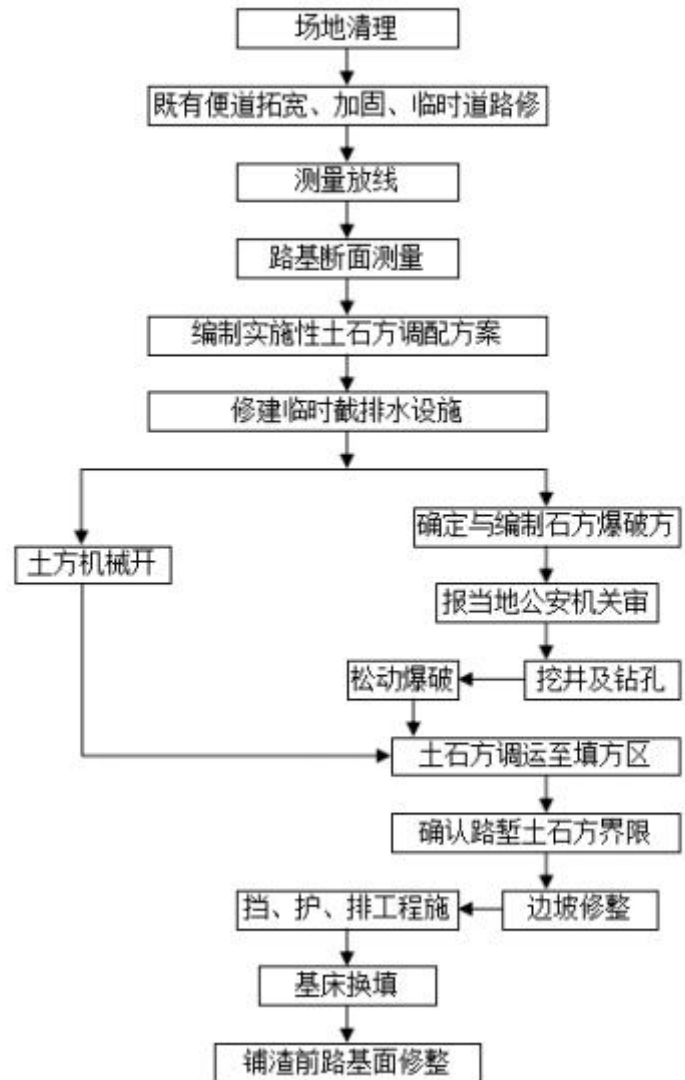 场地清理
既有便道拓宽、加固、临时道路修
测量放线
路基断面测量
编制实施性土石方调配方案
修建临时截排水设施
确定与编制石方爆破方
土方机械开
报当地公安机关审
松动爆破
挖井及钻孔
土石方调运至填方区
确认路堑土石方界限
挡、护、排工程施
边坡修整
基床换填
铺渣前路基面修整